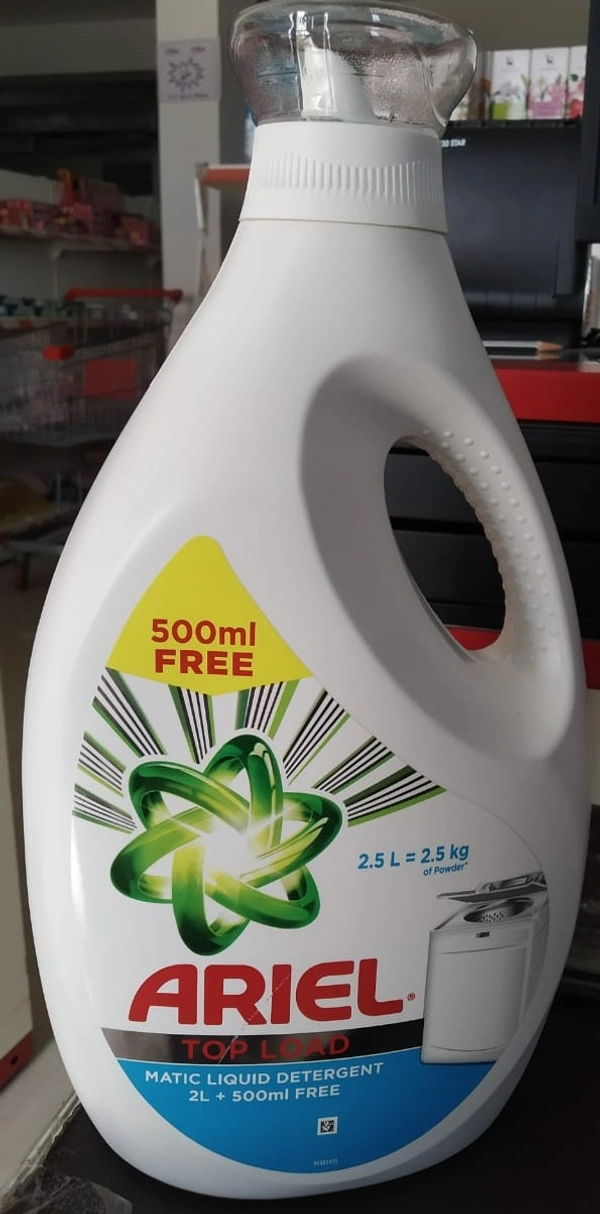 500ml
FREE
2.5 L = 2.5 kg
of Powder*
ARIEL®
TOP LOAD
MATIC LIQUID DETERGENT
2L + 500ml FREE